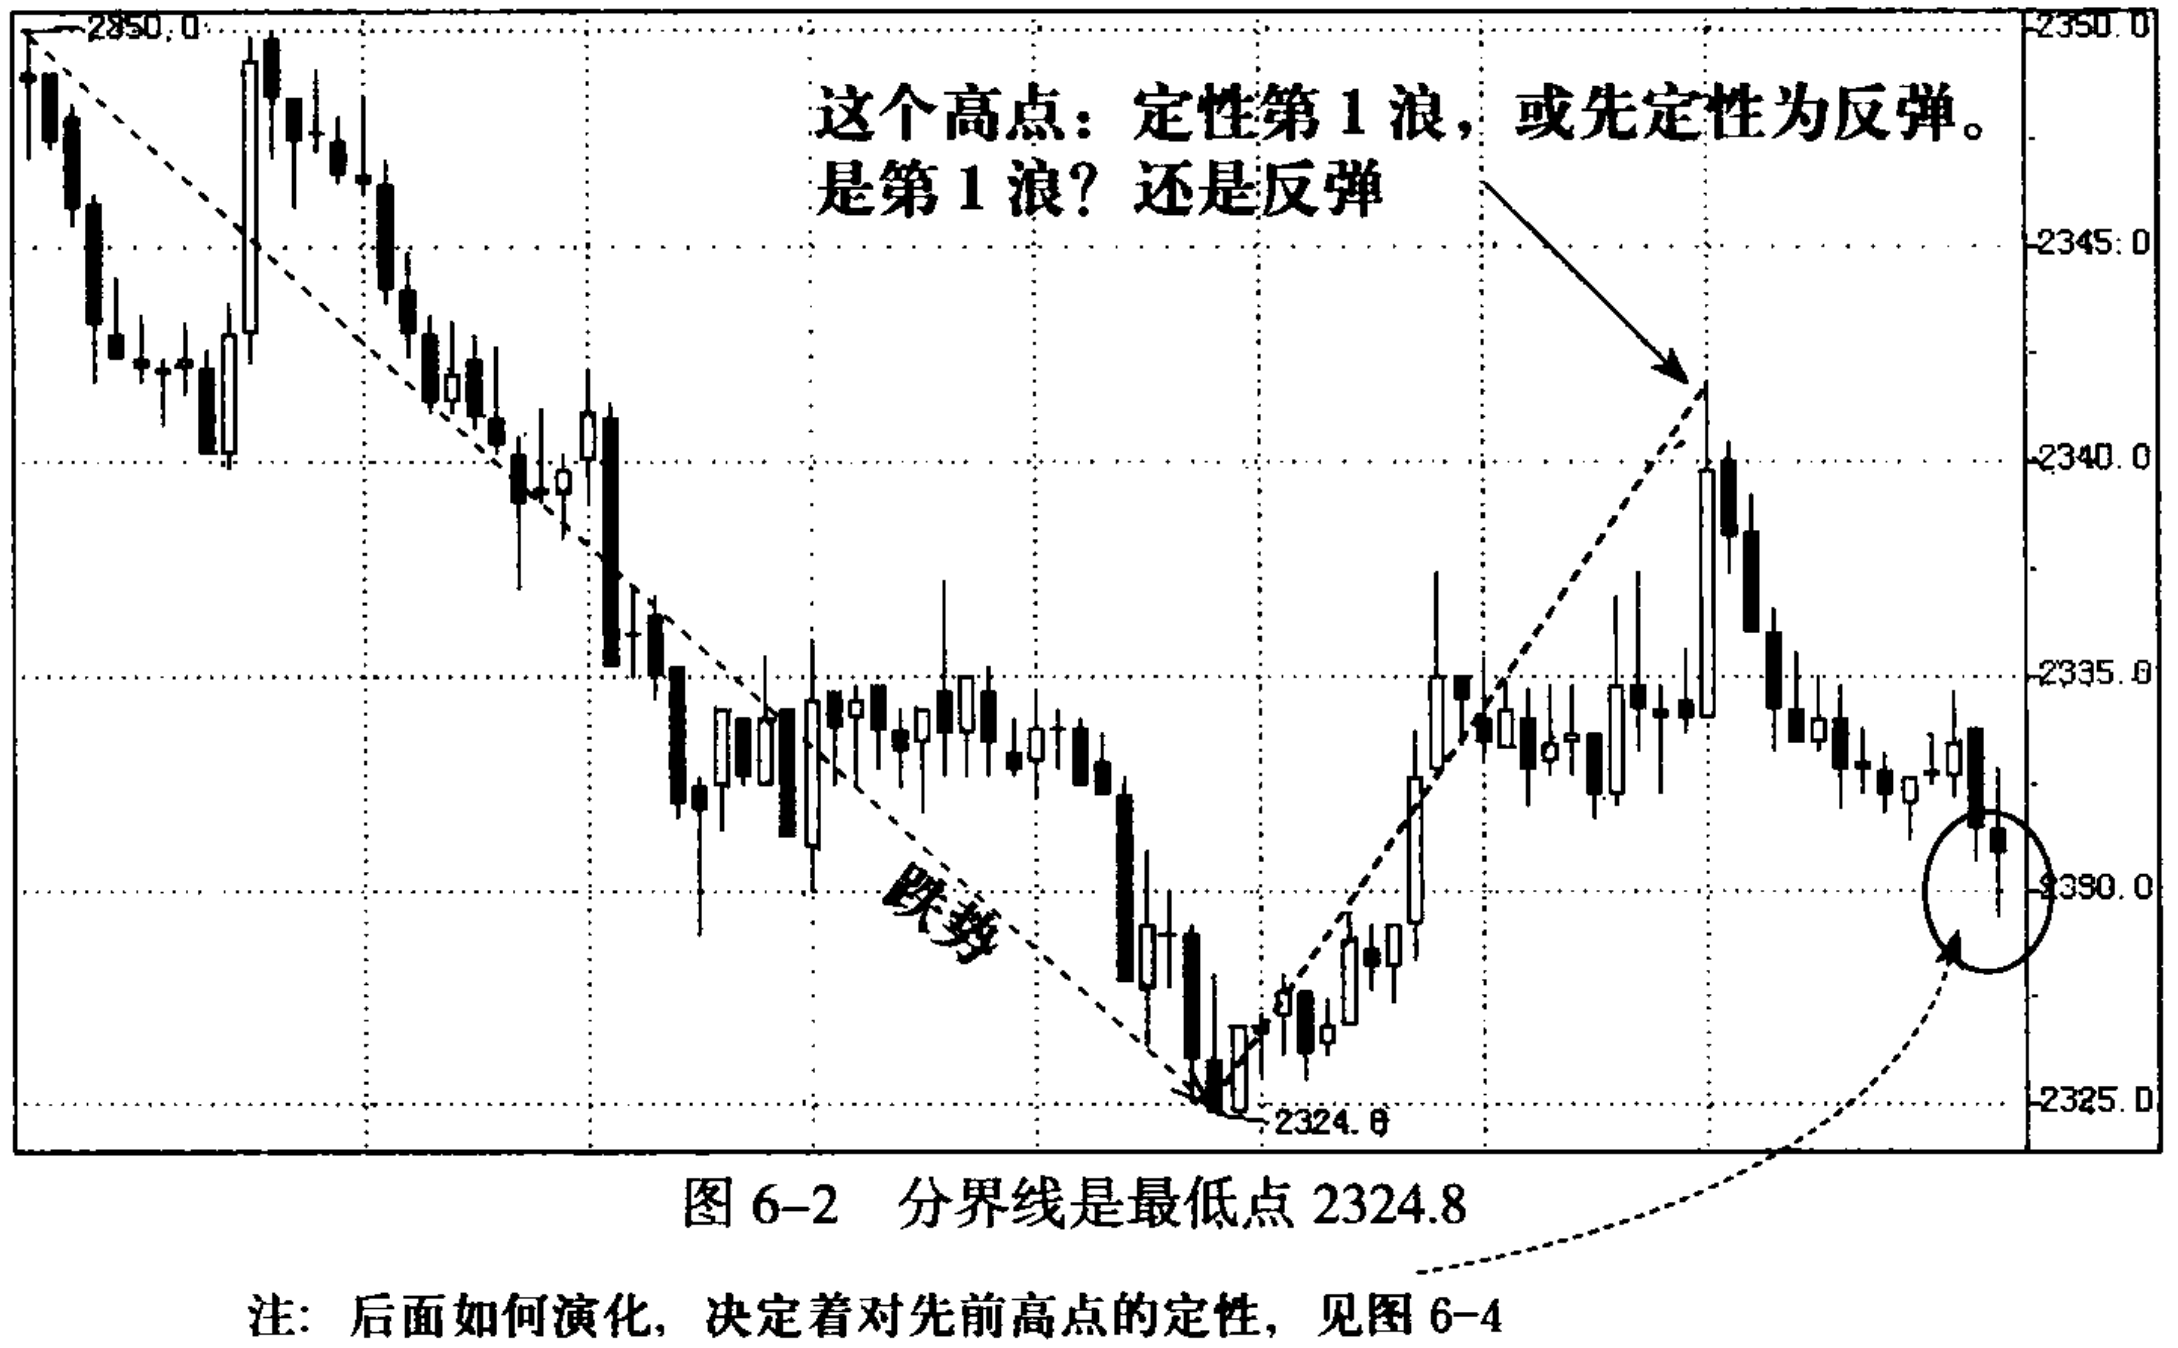 2350.0
2350.0
这个高点：定性第1浪，或先定性为反弹。
是第1浪？还是反弹
2345.0
2340.0
2335.0
跌势
2330.0
2325.0
2324.8
图 6-2 分界线是最低点 2324.8
注：后面如何演化，决定着对先前高点的定性，见图 6-4